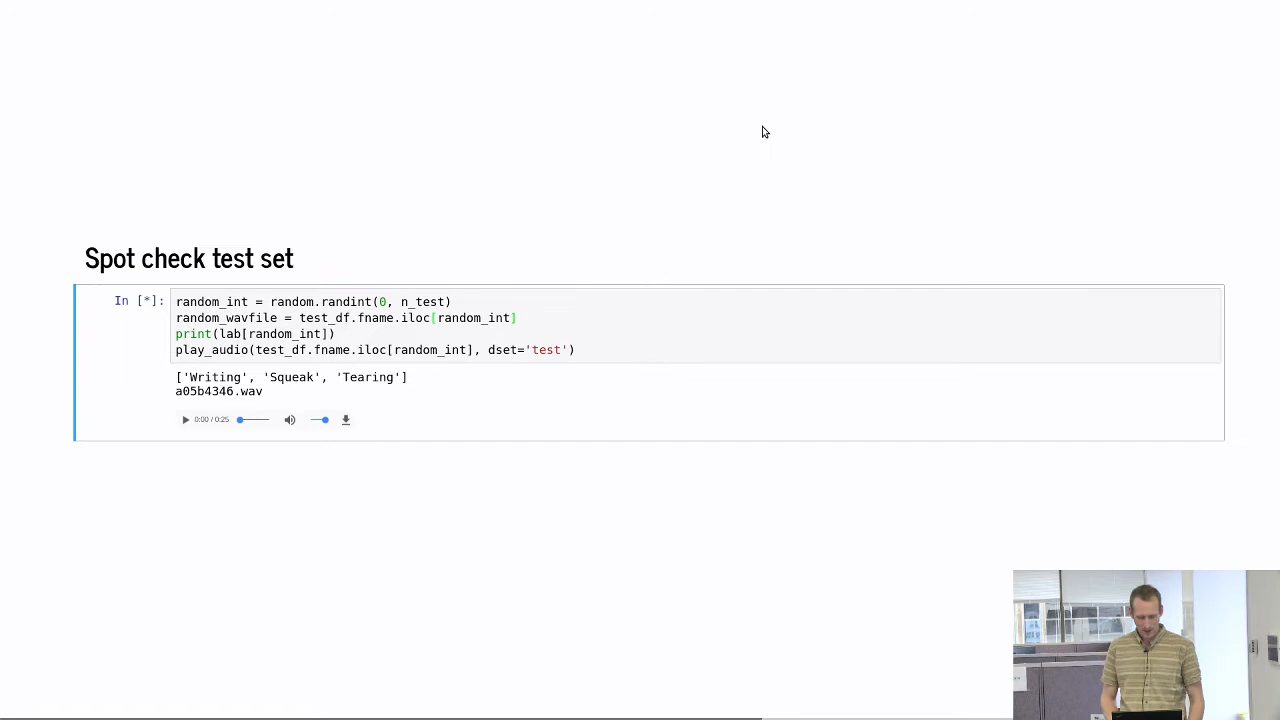 Spot check test set
In [*]:
random_int = random.randint(0, n_test)
random_wavfile = test_df.fname.iloc[random_int]
print(lab[random_int])
play_audio(test_df.fname.iloc[random_int], dset='test')
['Writing', 'Squeak', 'Tearing']
a05b4346.wav
0:00 / 0:25